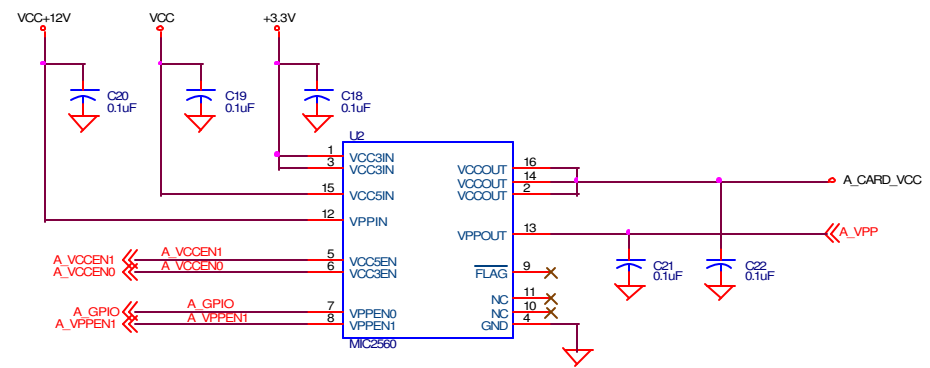 VCC+12V
VCC
+3.3V
C20
0.1uF
C19
0.1uF
C18
0.1uF
U2
1
VCC3IN
3
VCC3IN
15
VCC5IN
12
VPPIN
A_VCCEN1
A_VCCEN1
5
VCC5EN
A_VCCEN0
A_VCCEN0
6
VCC3EN
A_GPIO
A_GPIO
7
VPPEN0
A_VPPEN1
A_VPPEN1
8
VPPEN1
MIC2560
VCCOUT
16
VCCOUT
14
VCCOUT
2
A_CARD_VCC
VPPOUT
13
A_VPP
C21
0.1uF
C22
0.1uF
FLAG
9
NC
11
NC
10
GND
4